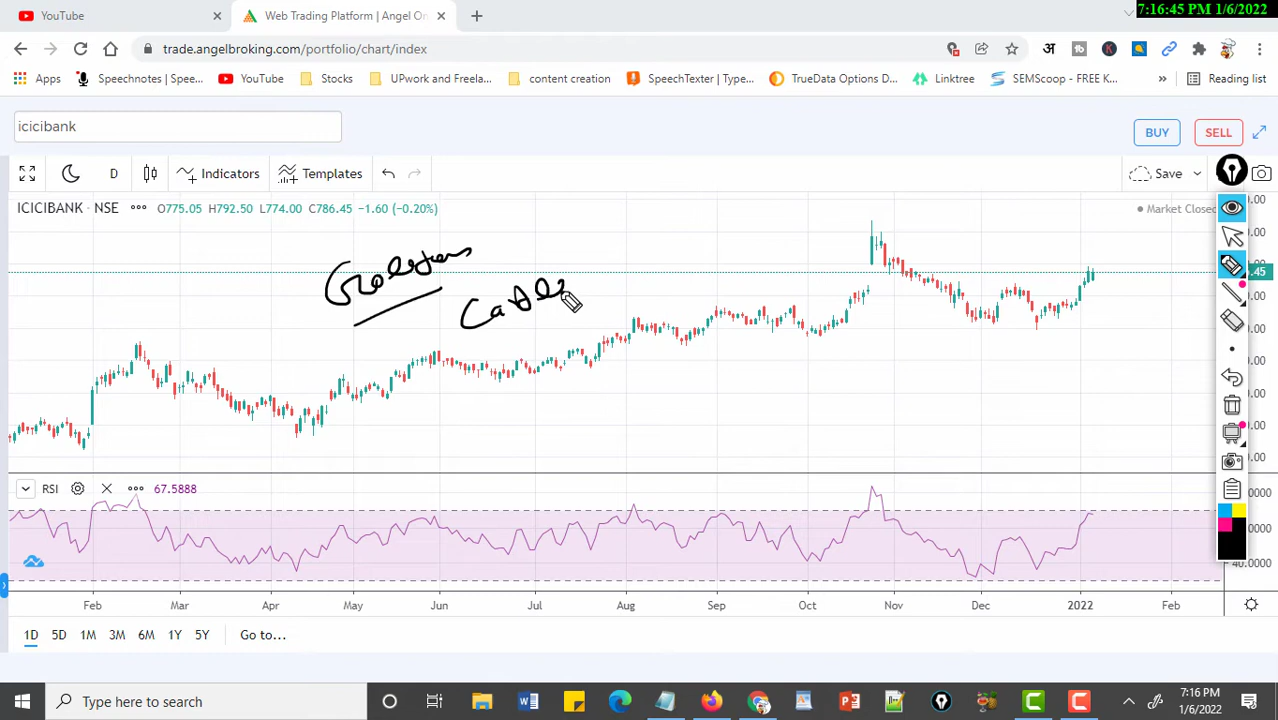 7:16:45 PM 1/6/2022
YouTube
Web Trading Platform | Angel On
trade.angelbroking.com/portfolio/chart/index
अ
K
Apps
Speechnotes | Spee...
YouTube
Stocks
UPwork and Freela...
content creation
SpeechTexter | Type...
TrueData Options D...
Linktree
SEMScoop - FREE K...
»
Reading list
icicibank
BUY
SELL
D
Indicators
Templates
Save
ICICIBANK · NSE
O775.05 H792.50 L774.00 C786.45 −1.60 (−0.20%)
Market Closed
.45
RSI
67.5888
40.0000
Feb Mar Apr May Jun Jul Aug Sep Oct Nov Dec 2022 Feb
1D 5D 1M 3M 6M 1Y 5Y Go to...
Type here to search
7:16 PM
1/6/2022